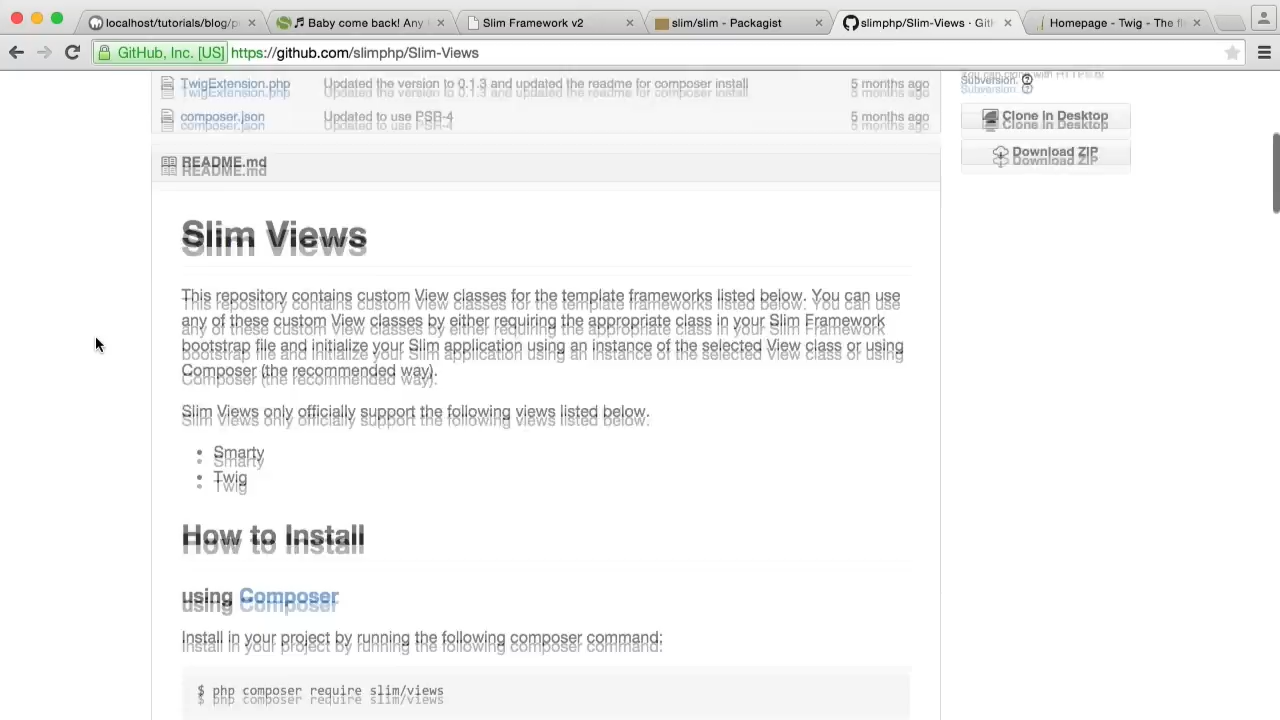 localhost/tutorials/blog/pu
♫ Baby come back! Any
Slim Framework v2
slim/slim - Packagist
slimphp/Slim-Views · Git
Homepage - Twig - The fl
GitHub, Inc. [US]
https://github.com/slimphp/Slim-Views
TwigExtension.php Updated the version to 0.1.3 and updated the readme for composer install 5 months ago
composer.json Updated to use PSR-4 5 months ago
Subversion.
Clone in Desktop
Download ZIP
README.md
Slim Views
This repository contains custom View classes for the template frameworks listed below. You can use
any of these custom View classes by either requiring the appropriate class in your Slim Framework
bootstrap file and initialize your Slim application using an instance of the selected View class or using
Composer (the recommended way).
Slim Views only officially support the following views listed below.
• Smarty
• Twig
How to Install
using Composer
Install in your project by running the following composer command:
$ php composer require slim/views